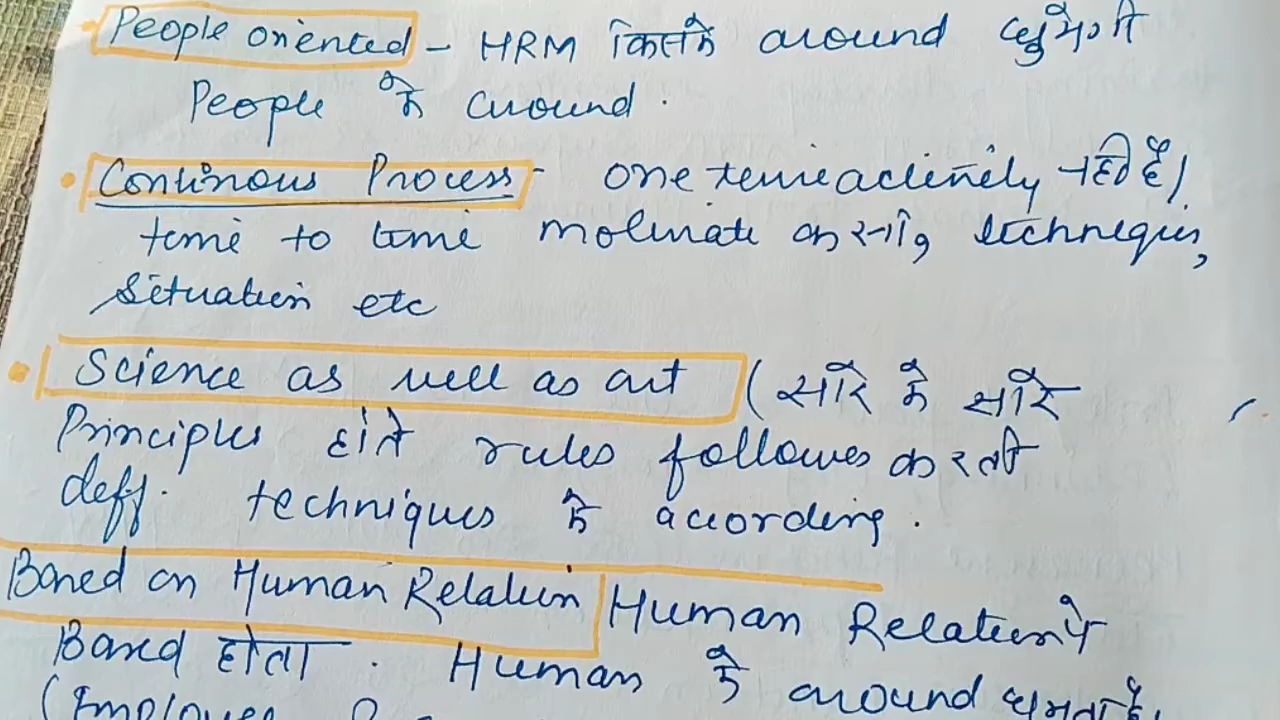 People oriented - HRM किसके around घुमेगी
People के around.
Continous Process - one time activity नहीं है।
time to time motivate करना, techniques,
Situation etc
Science as well as art ( सारे के सारे
Principles होते rules follows करती
diff. techniques के according.
Based on Human Relation Human Relation पे
Based होता . Human के around घुमता है।
(Employee